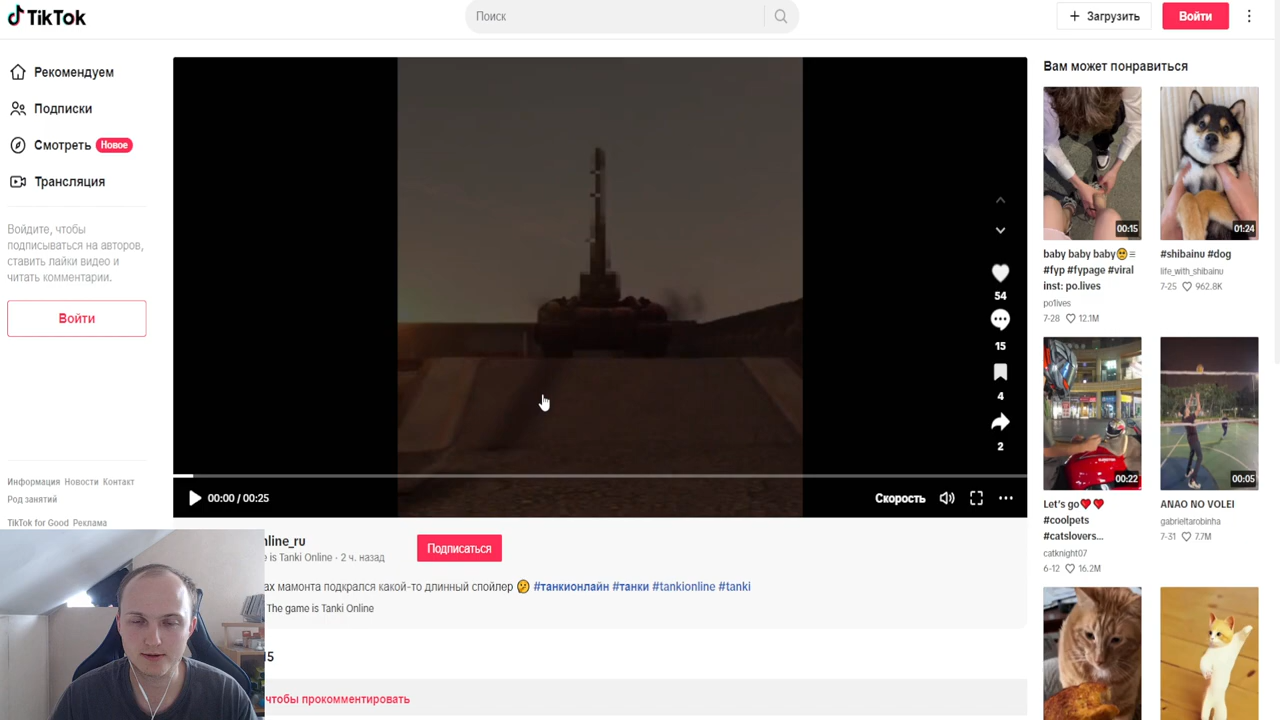 TikTok
Поиск
Загрузить
Войти
Рекомендуем
Подписки
Смотреть Новое
Трансляция
Войдите, чтобы
подписываться на авторов,
ставить лайки видео и
читать комментарии.
Войти
Информация Новости Контакт
Род занятий
TikTok for Good Реклама
54
15
4
2
00:00 / 00:25
Скорость
nline_ru
e is Tanki Online · 2 ч. назад
Подписаться
ах мамонта подкрался какой-то длинный спойлер 🫤 #танкионлайн #танки #tankionline #tanki
The game is Tanki Online
15
чтобы прокомментировать
Вам может понравиться
00:15
baby baby baby🥺≡
#fyp #fypage #viral
inst: po.lives
po1ives
7-28 12.1M
01:24
#shibainu #dog
life_with_shibainu
7-25 962.8K
00:22
Let's go♥️♥️
#coolpets
#catslovers...
catknight07
6-12 16.2M
00:05
ANAO NO VOLEI
gabrieltarobinha
7-31 7.7M